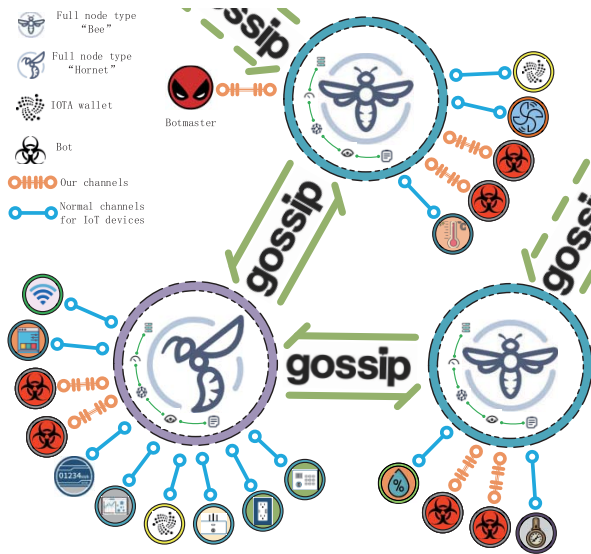 Full node type
“Bee”
Full node type
“Hornet”
IOTA wallet
Bot
Our channels
Normal channels
for IoT devices
gossip
Botmaster
gossip
gossip
01234
%